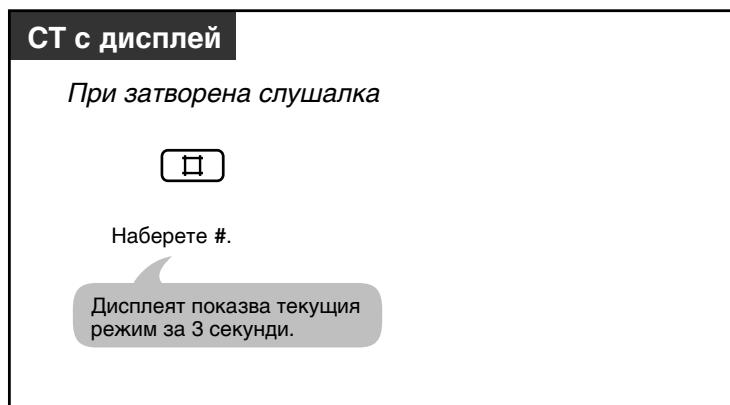 СТ с дисплей
При затворена слушалка
#
Наберете #.
Дисплеят показва текущия
режим за 3 секунди.